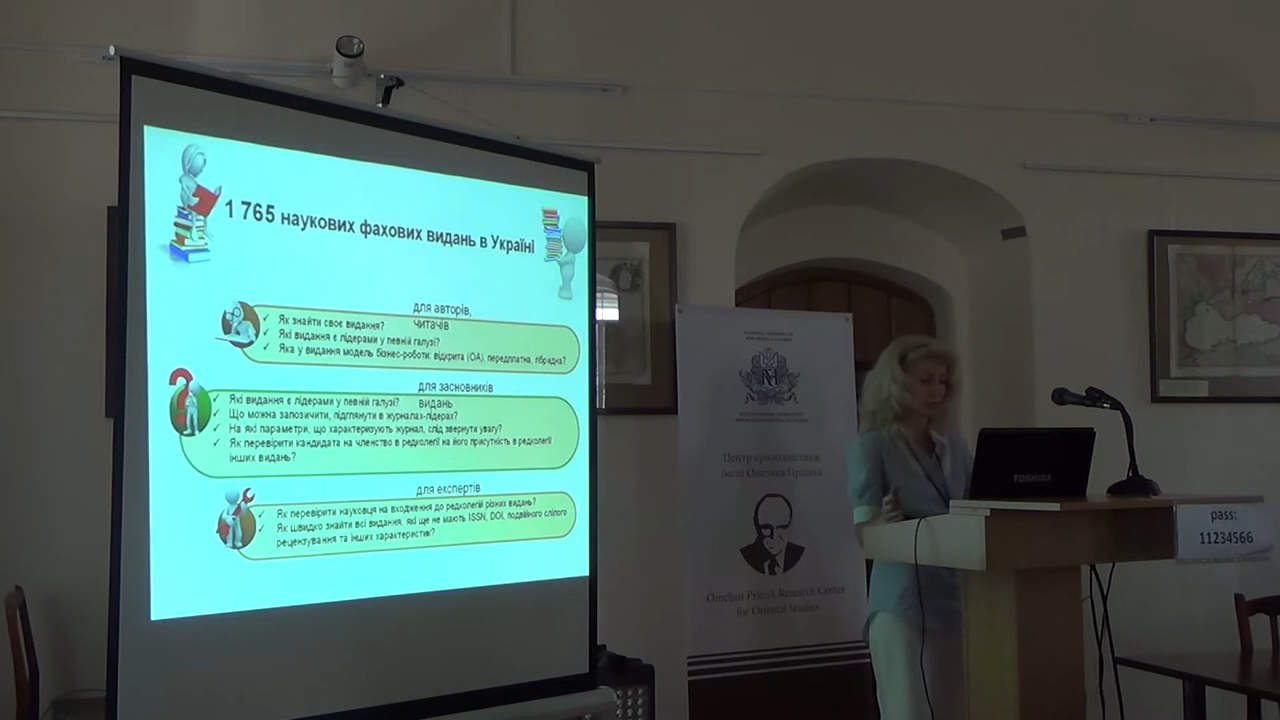 1 765 наукових фахових видань в Україні
для авторів,
читачів
✓ Як знайти своє видання?
✓ Які видання є лідерами у певній галузі?
✓ Яка у видання модель бізнес-роботи: відкрита (ОА), передплатна, гібридна?
для засновників
видань
✓ Які видання є лідерами у певній галузі?
✓ Що можна запозичити, підглянути в журналах-лідерах?
✓ На які параметри, що характеризують журнал, слід звернути увагу?
✓ Як перевірити кандидата на членство в редколегії на його присутність в редколегії
інших видань?
для експертів
✓ Як перевірити науковця на входження до редколегій різних видань?
✓ Як швидко знайти всі видання, які ще не мають ISSN, DOI, подвійного сліпого
рецензування та інших характеристик?
Центр орієнталістики
імені Омеляна Пріцака
Omeljan Pritsak Research Center
for Oriental Studies
TOSHIBA
pass:
11234566